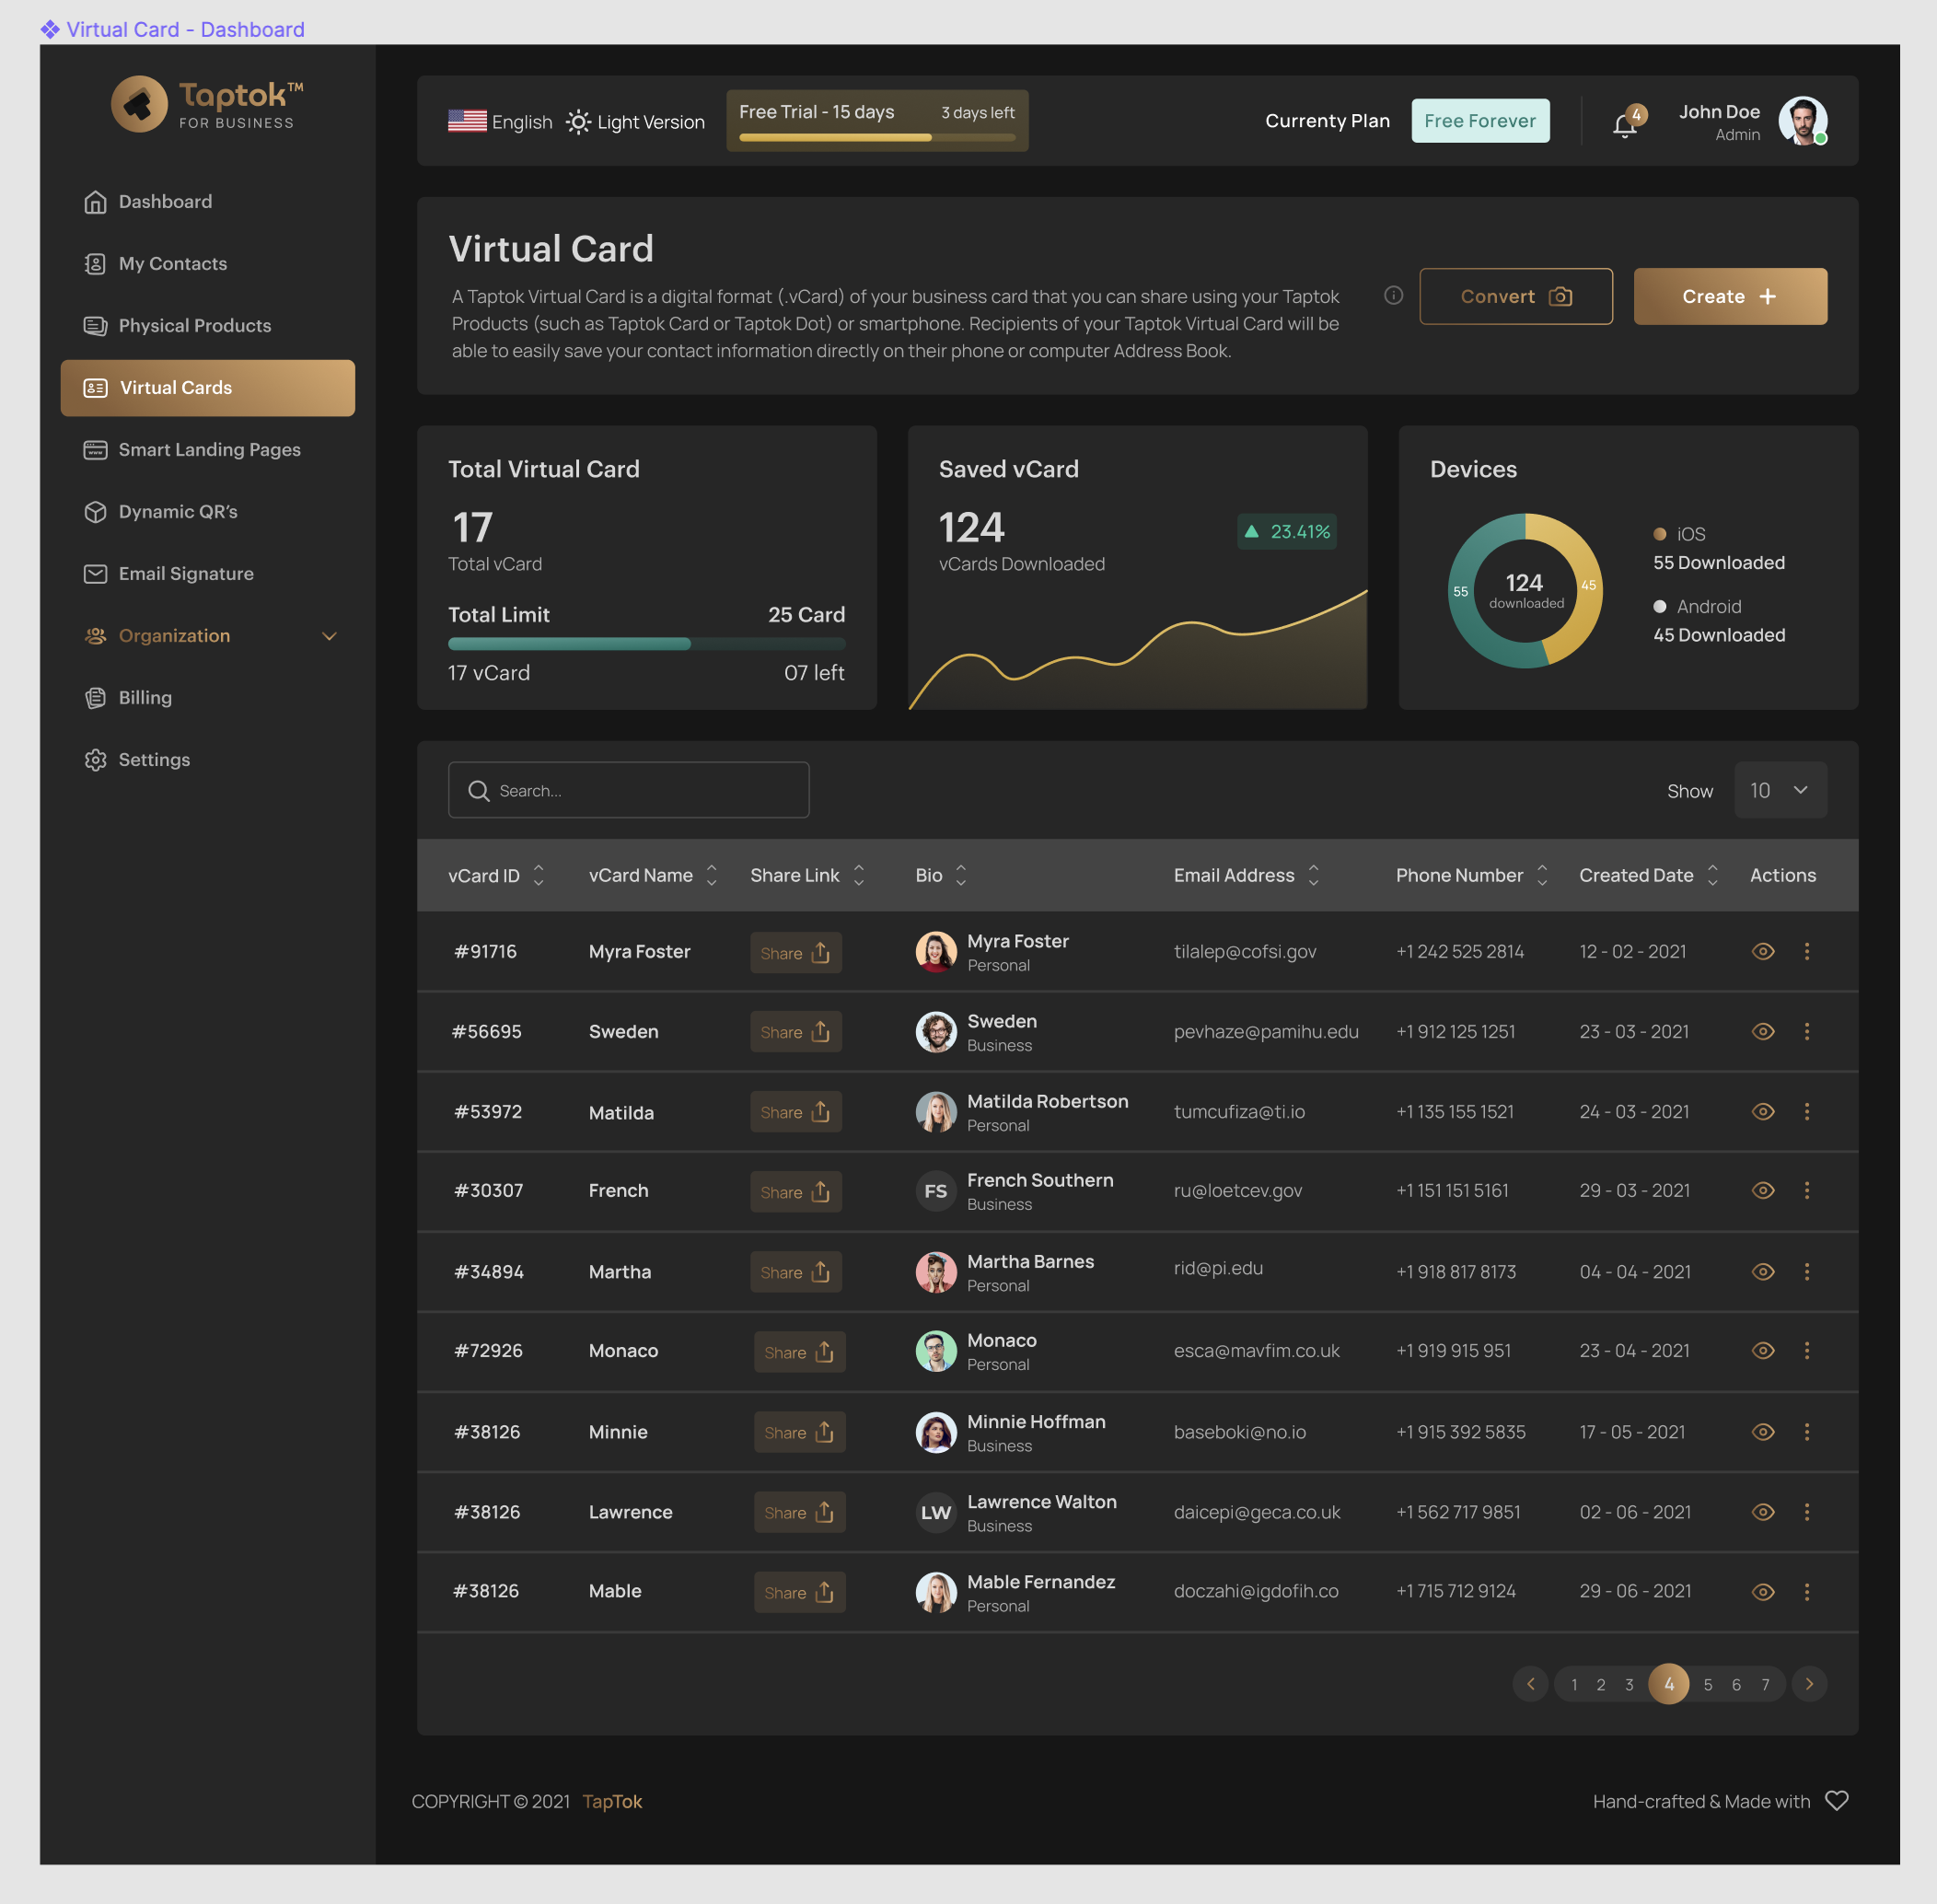 Virtual Card - Dashboard
Taptok™
FOR BUSINESS
Dashboard
My Contacts
Physical Products
Virtual Cards
Smart Landing Pages
Dynamic QR's
Email Signature
Organization
Billing
Settings
English
Light Version
Free Trial - 15 days
3 days left
Currenty Plan
Free Forever
4
John Doe
Admin
Virtual Card
A Taptok Virtual Card is a digital format (.vCard) of your business card that you can share using your Taptok
Products (such as Taptok Card or Taptok Dot) or smartphone. Recipients of your Taptok Virtual Card will be
able to easily save your contact information directly on their phone or computer Address Book.
Convert
Create
Total Virtual Card
17
Total vCard
Total Limit 25 Card
17 vCard 07 left
Saved vCard
124
23.41%
vCards Downloaded
Devices
55
124
downloaded
45
iOS
55 Downloaded
Android
45 Downloaded
Search...
Show 10
vCard ID vCard Name Share Link Bio Email Address Phone Number Created Date Actions
#91716 Myra Foster Share Myra Foster tilalep@cofsi.gov +1 242 525 2814 12 - 02 - 2021
Personal
#56695 Sweden Share Sweden pevhaze@pamihu.edu +1 912 125 1251 23 - 03 - 2021
Business
#53972 Matilda Share Matilda Robertson tumcufiza@ti.io +1 135 155 1521 24 - 03 - 2021
Personal
#30307 French Share FS French Southern ru@loetcev.gov +1 151 151 5161 29 - 03 - 2021
Business
#34894 Martha Share Martha Barnes rid@pi.edu +1 918 817 8173 04 - 04 - 2021
Personal
#72926 Monaco Share Monaco esca@mavfim.co.uk +1 919 915 951 23 - 04 - 2021
Personal
#38126 Minnie Share Minnie Hoffman baseboki@no.io +1 915 392 5835 17 - 05 - 2021
Business
#38126 Lawrence Share LW Lawrence Walton daicepi@geca.co.uk +1 562 717 9851 02 - 06 - 2021
Business
#38126 Mable Share Mable Fernandez doczahi@igdofih.co +1 715 712 9124 29 - 06 - 2021
Personal
1 2 3 4 5 6 7
COPYRIGHT © 2021 TapTok
Hand-crafted & Made with